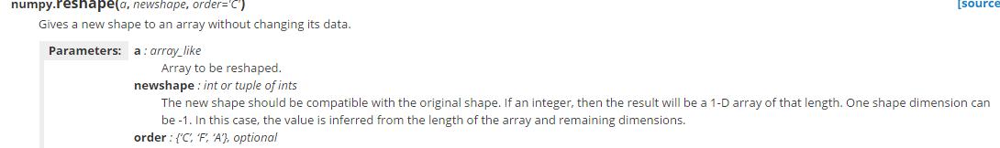 numpy.reshape(a, newshape, order='C') [source
Gives a new shape to an array without changing its data.
Parameters: a : array_like
Array to be reshaped.
newshape : int or tuple of ints
The new shape should be compatible with the original shape. If an integer, then the result will be a 1-D array of that length. One shape dimension can
be -1. In this case, the value is inferred from the length of the array and remaining dimensions.
order : {‘C’, ‘F’, ‘A’}, optional